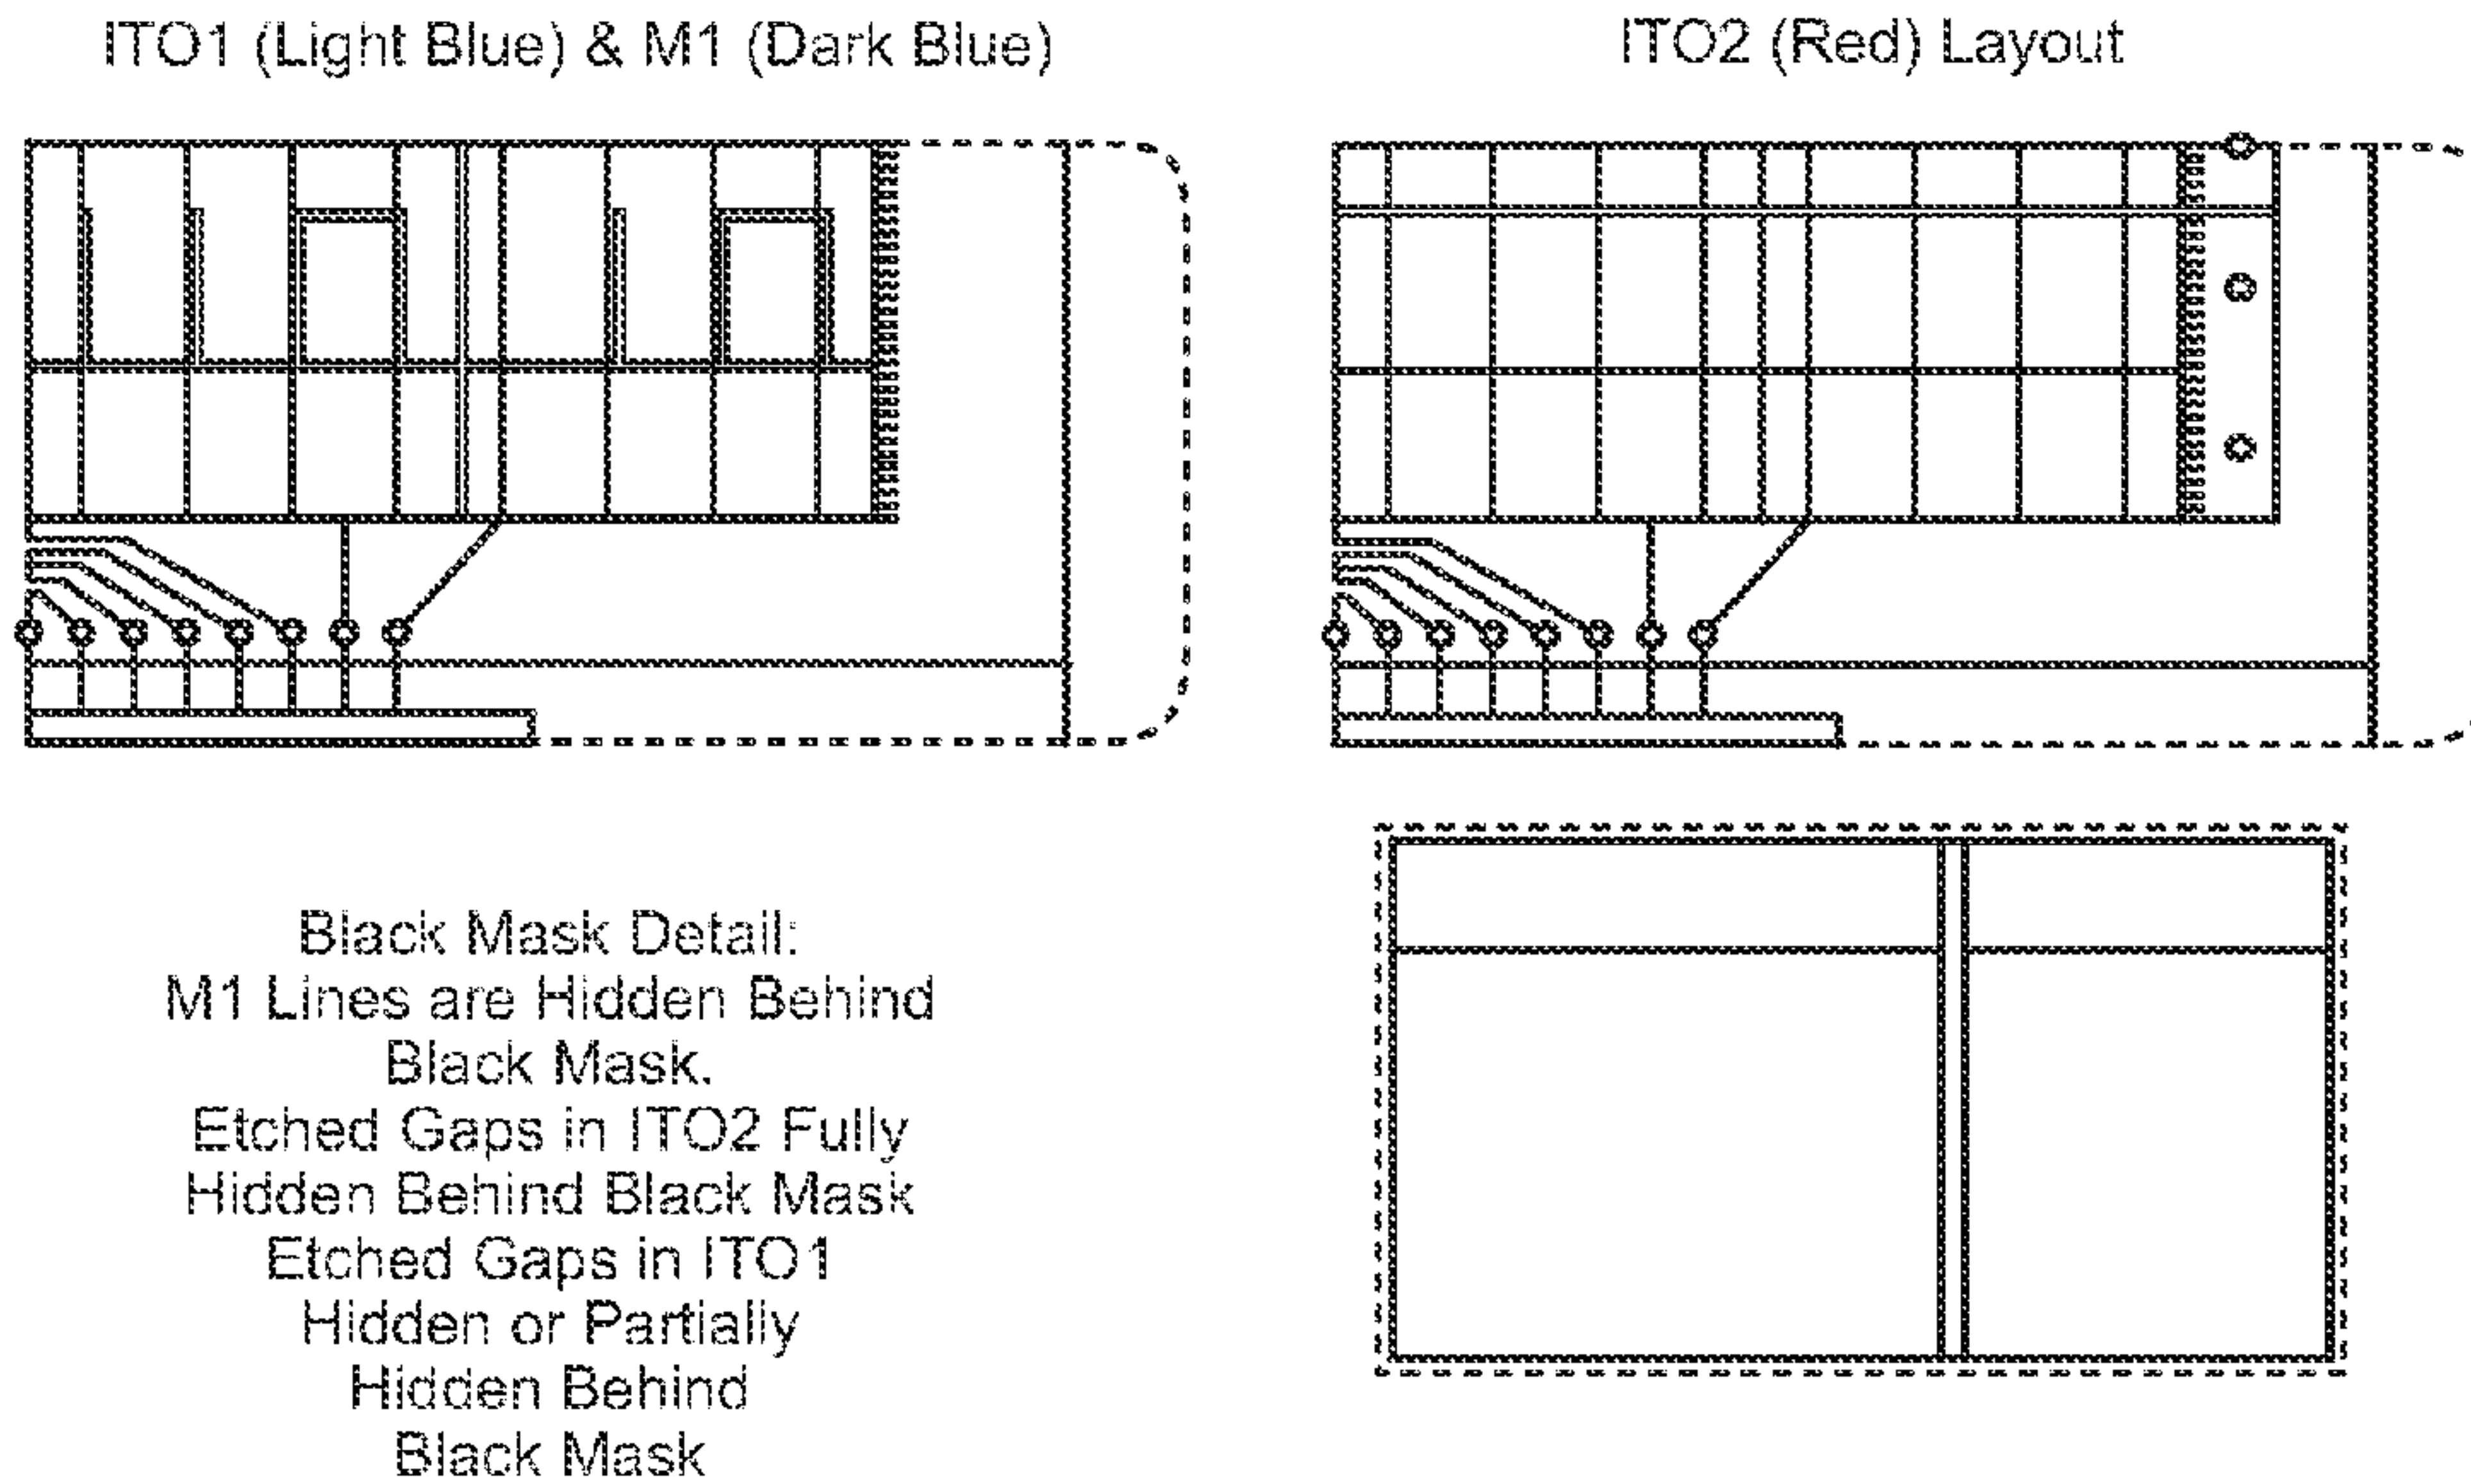 ITO1 (Light Blue) & M1 (Dark Blue)
ITO2 (Red) Layout
Black Mask Detail:
M1 Lines are Hidden Behind
Black Mask.
Etched Gaps in ITO2 Fully
Hidden Behind Black Mask
Etched Gaps in ITO1
Hidden or Partially
Hidden Behind
Black Mask